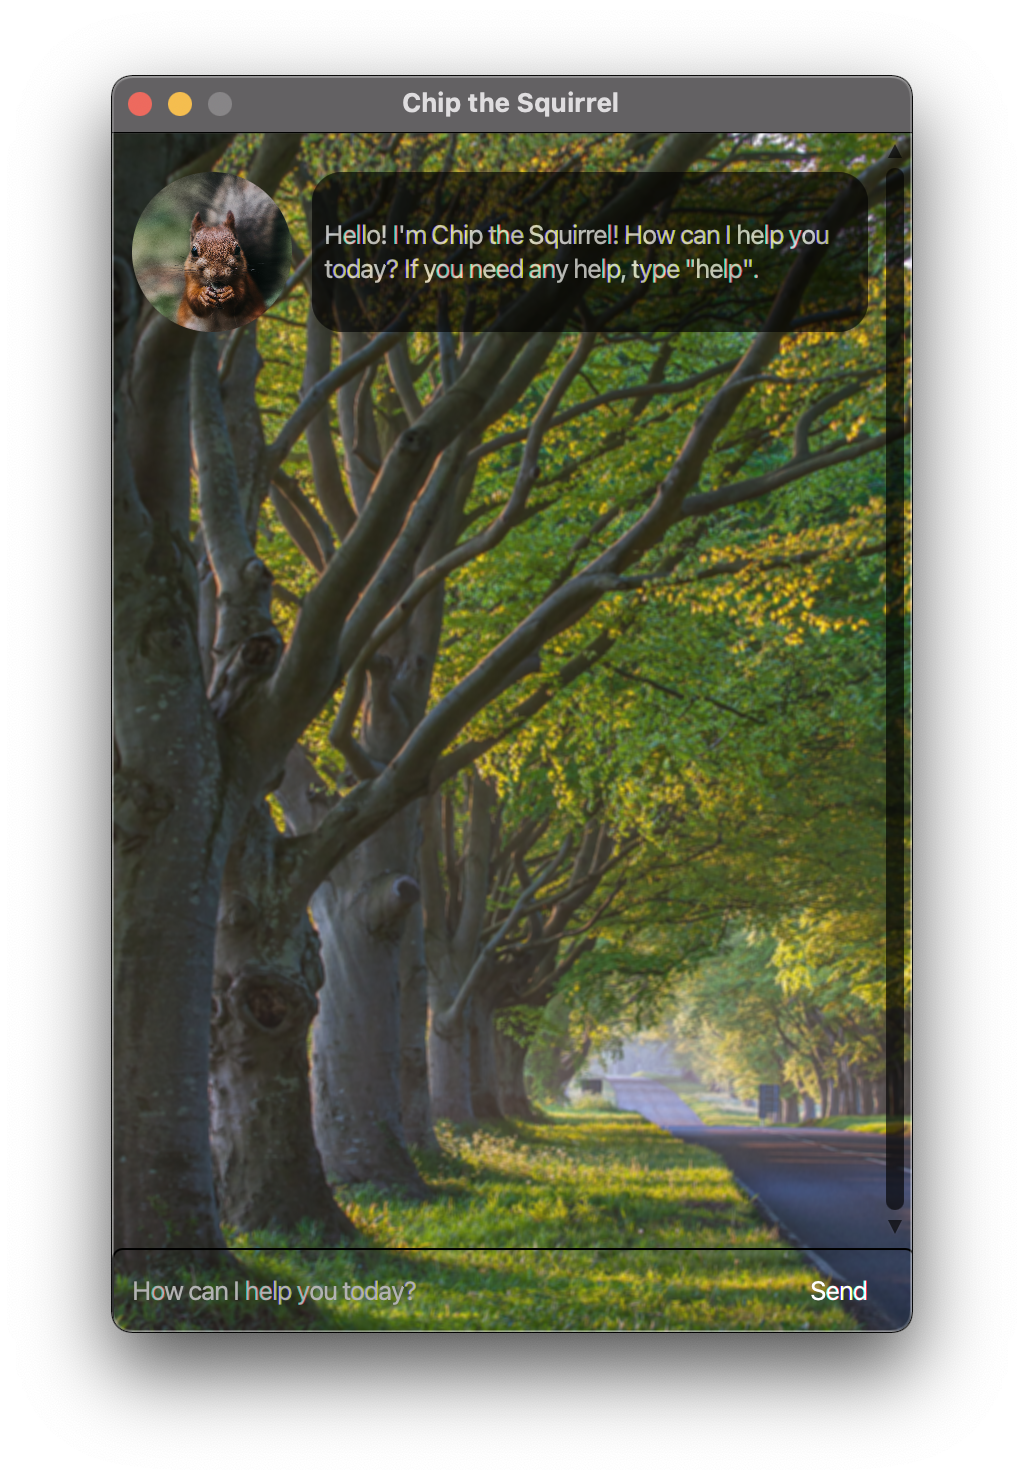 Chip the Squirrel
Hello! I'm Chip the Squirrel! How can I help you
today? If you need any help, type "help".
How can I help you today?
Send